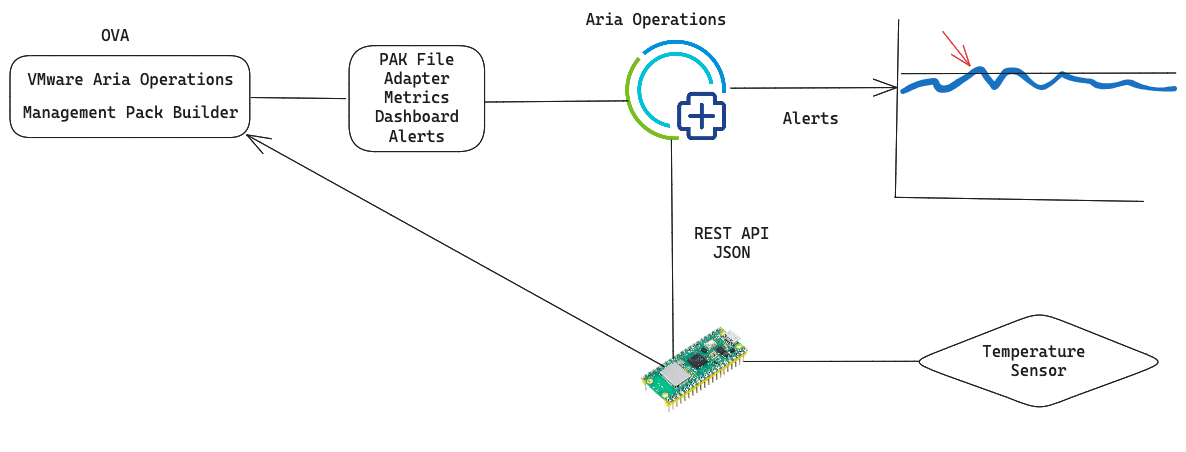 Aria Operations
OVA
VMware Aria Operations
Management Pack Builder
PAK File
Adapter
Metrics
Dashboard
Alerts
Alerts
REST API
JSON
Temperature
Sensor